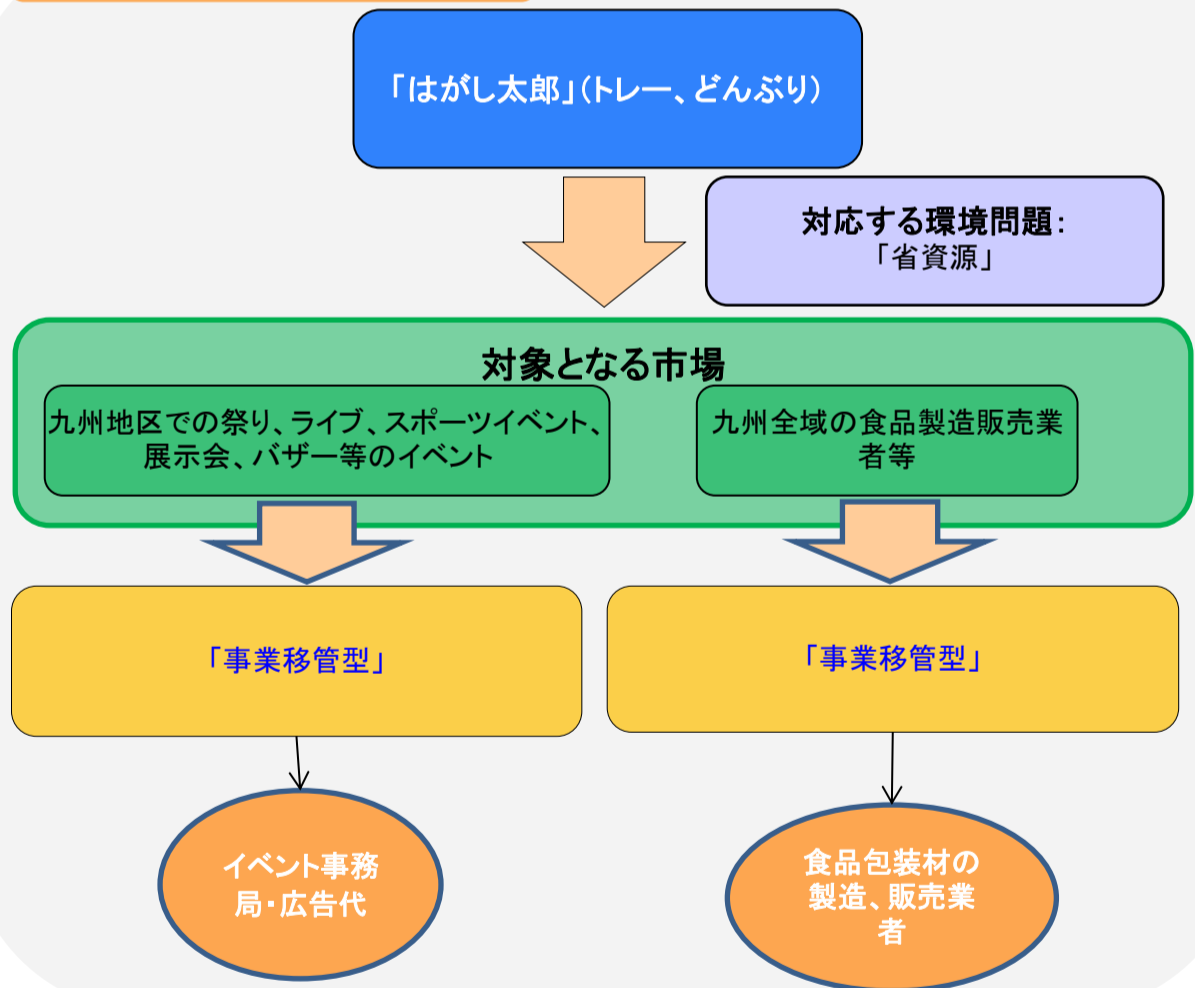 「はがし太郎」(トレー、どんぶり)
対応する環境問題:
「省資源」
対象となる市場
九州地区での祭り、ライブ、スポーツイベント、
展示会、バザー等のイベント
九州全域の食品製造販売業
者等
「事業移管型」
「事業移管型」
イベント事務
局・広告代
食品包装材の
製造、販売業
者